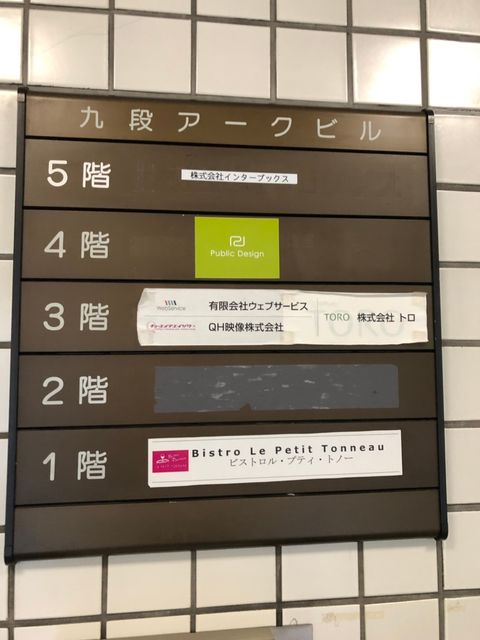 九段アークビル
5階 株式会社インターブックス
4階 Public Design
3階 WebService 有限会社ウェブサービス TORO 株式会社 トロ
QH映像株式会社
2階
1階 Bistro Le Petit Tonneau
ビストロル・プティ・トノー